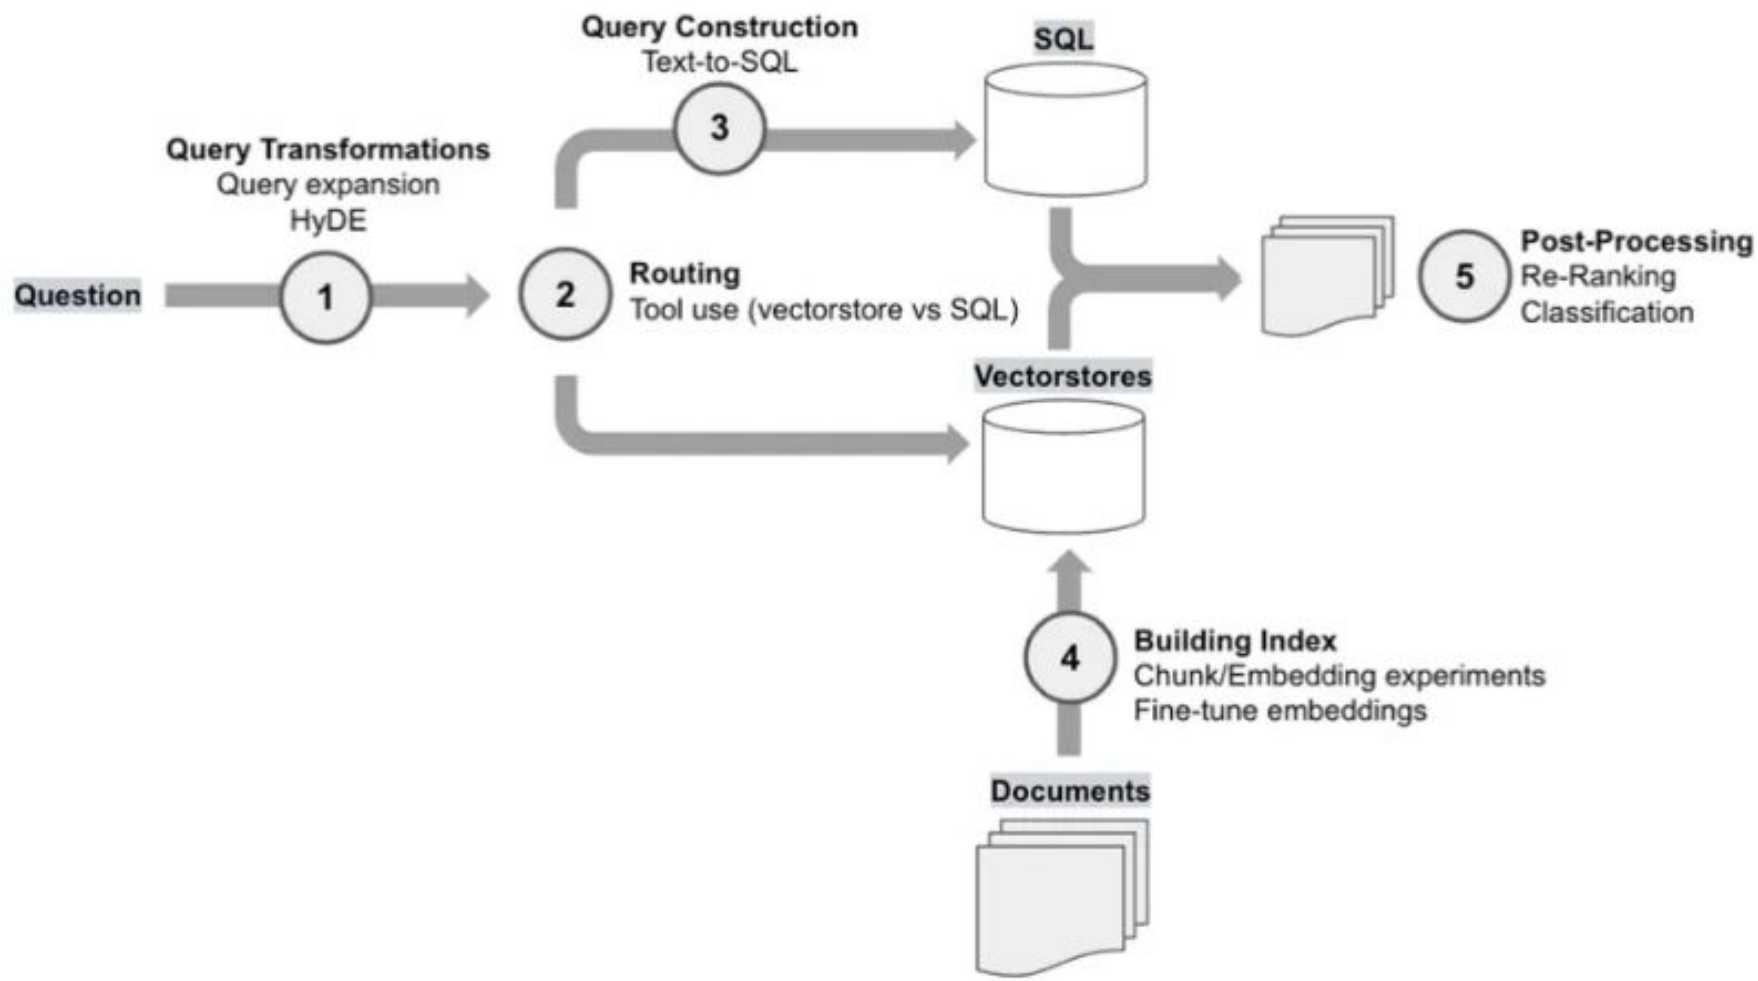 Query Construction
Text-to-SQL
3
SQL
Query Transformations
Query expansion
HyDE
Question
1
2
Routing
Tool use (vectorstore vs SQL)
5
Post-Processing
Re-Ranking
Classification
Vectorstores
4
Building Index
Chunk/Embedding experiments
Fine-tune embeddings
Documents